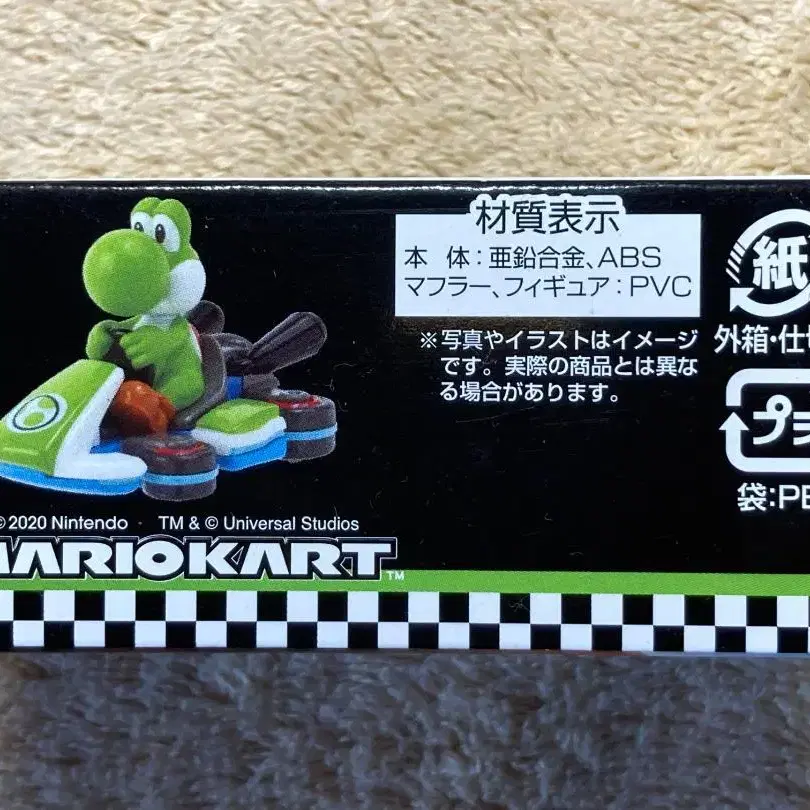 材質表示
本　体：亜鉛合金、ABS
マフラー、フィギュア：PVC
※写真やイラストはイメージ
です。実際の商品とは異な
る場合があります。
紙
外箱・仕
プラ
袋：P
© 2020 Nintendo · TM & © Universal Studios
MARIOKART™